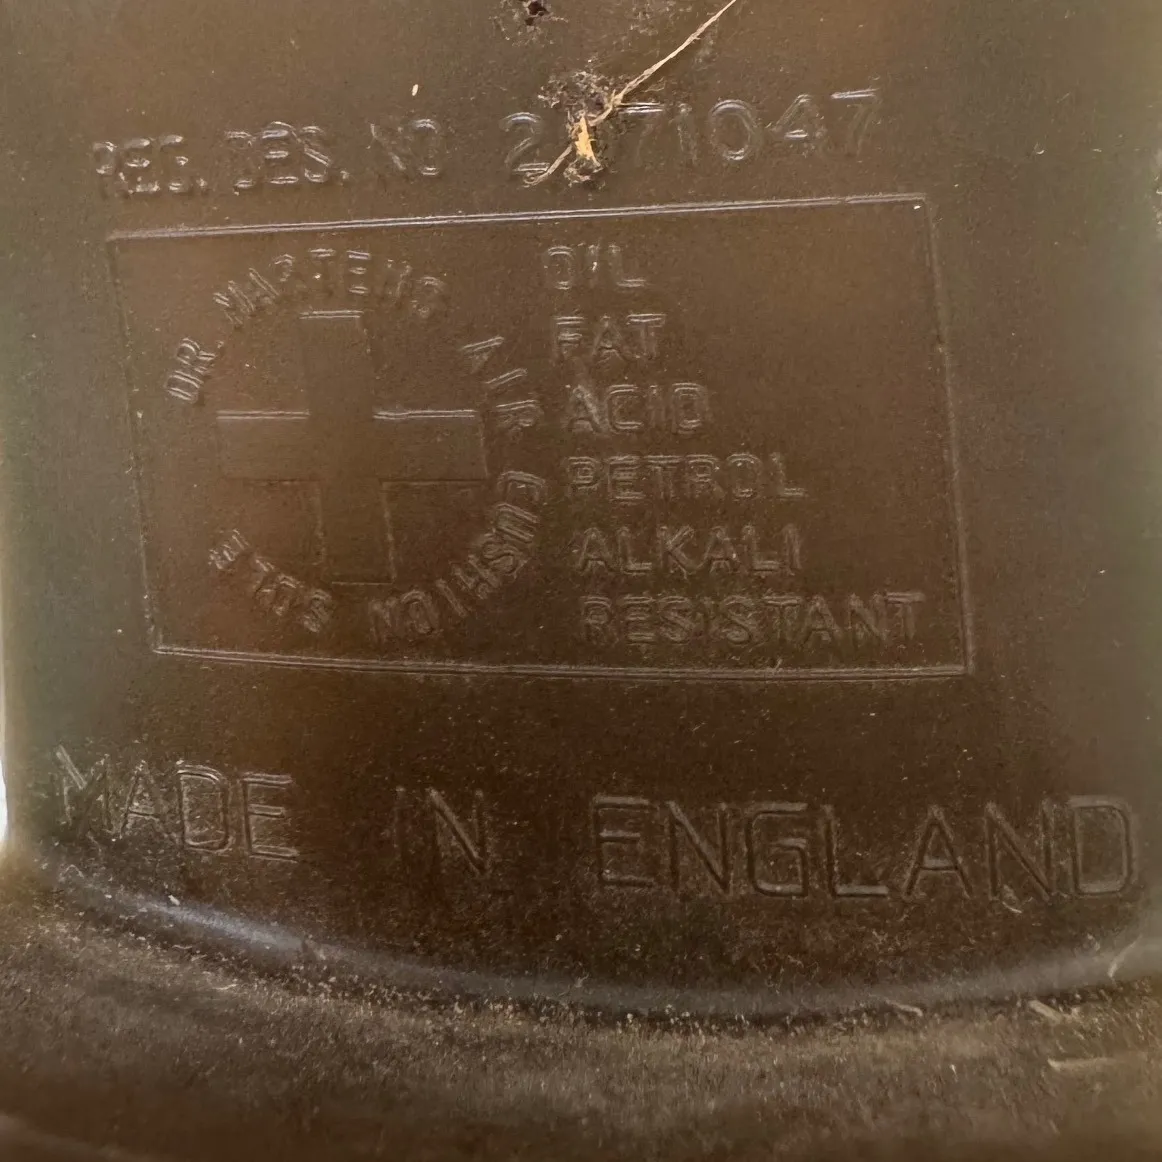 REG. DES. NO
DR. MARTENS AIR CUSHION SOLE
OIL
FAT
ACID
PETROL
ALKALI
RESISTANT
MADE IN ENGLAND